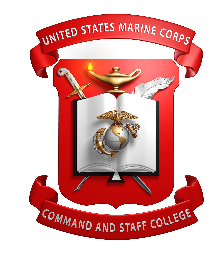 UNITED STATES MARINE CORPS
COMMAND AND STAFF COLLEGE